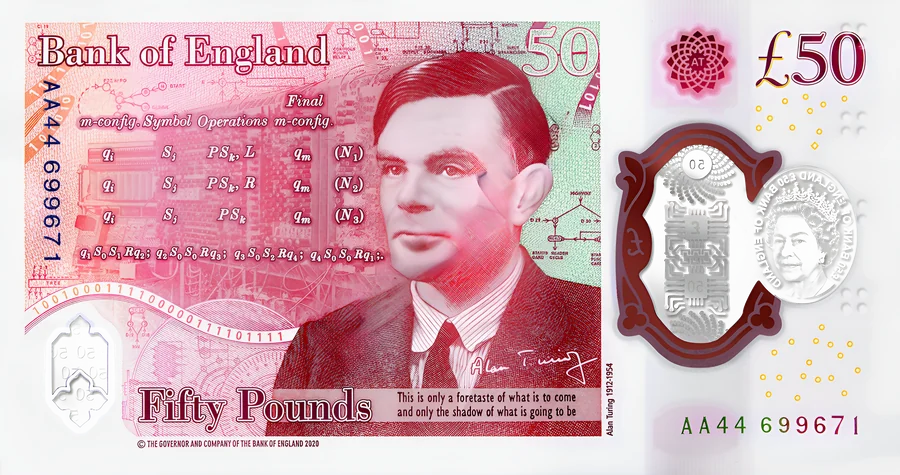 Bank of England
50
AT
£50
Final
m-config. Symbol Operations m-config.
qi Sj PSk, L qm (N1)
qi Sj PSk, R qm (N2)
qi Sj PSk qm (N3)
q1S0S1Rq2; q2S0S0Rq3; q3S0S2Rq4; q4S0S0Rq1;.
AA44 699671
50
Alan Turing
Fifty Pounds
This is only a foretaste of what is to come
and only the shadow of what is going to be
Alan Turing 1912-1954
© THE GOVERNOR AND COMPANY OF THE BANK OF ENGLAND 2020
AA44 699671